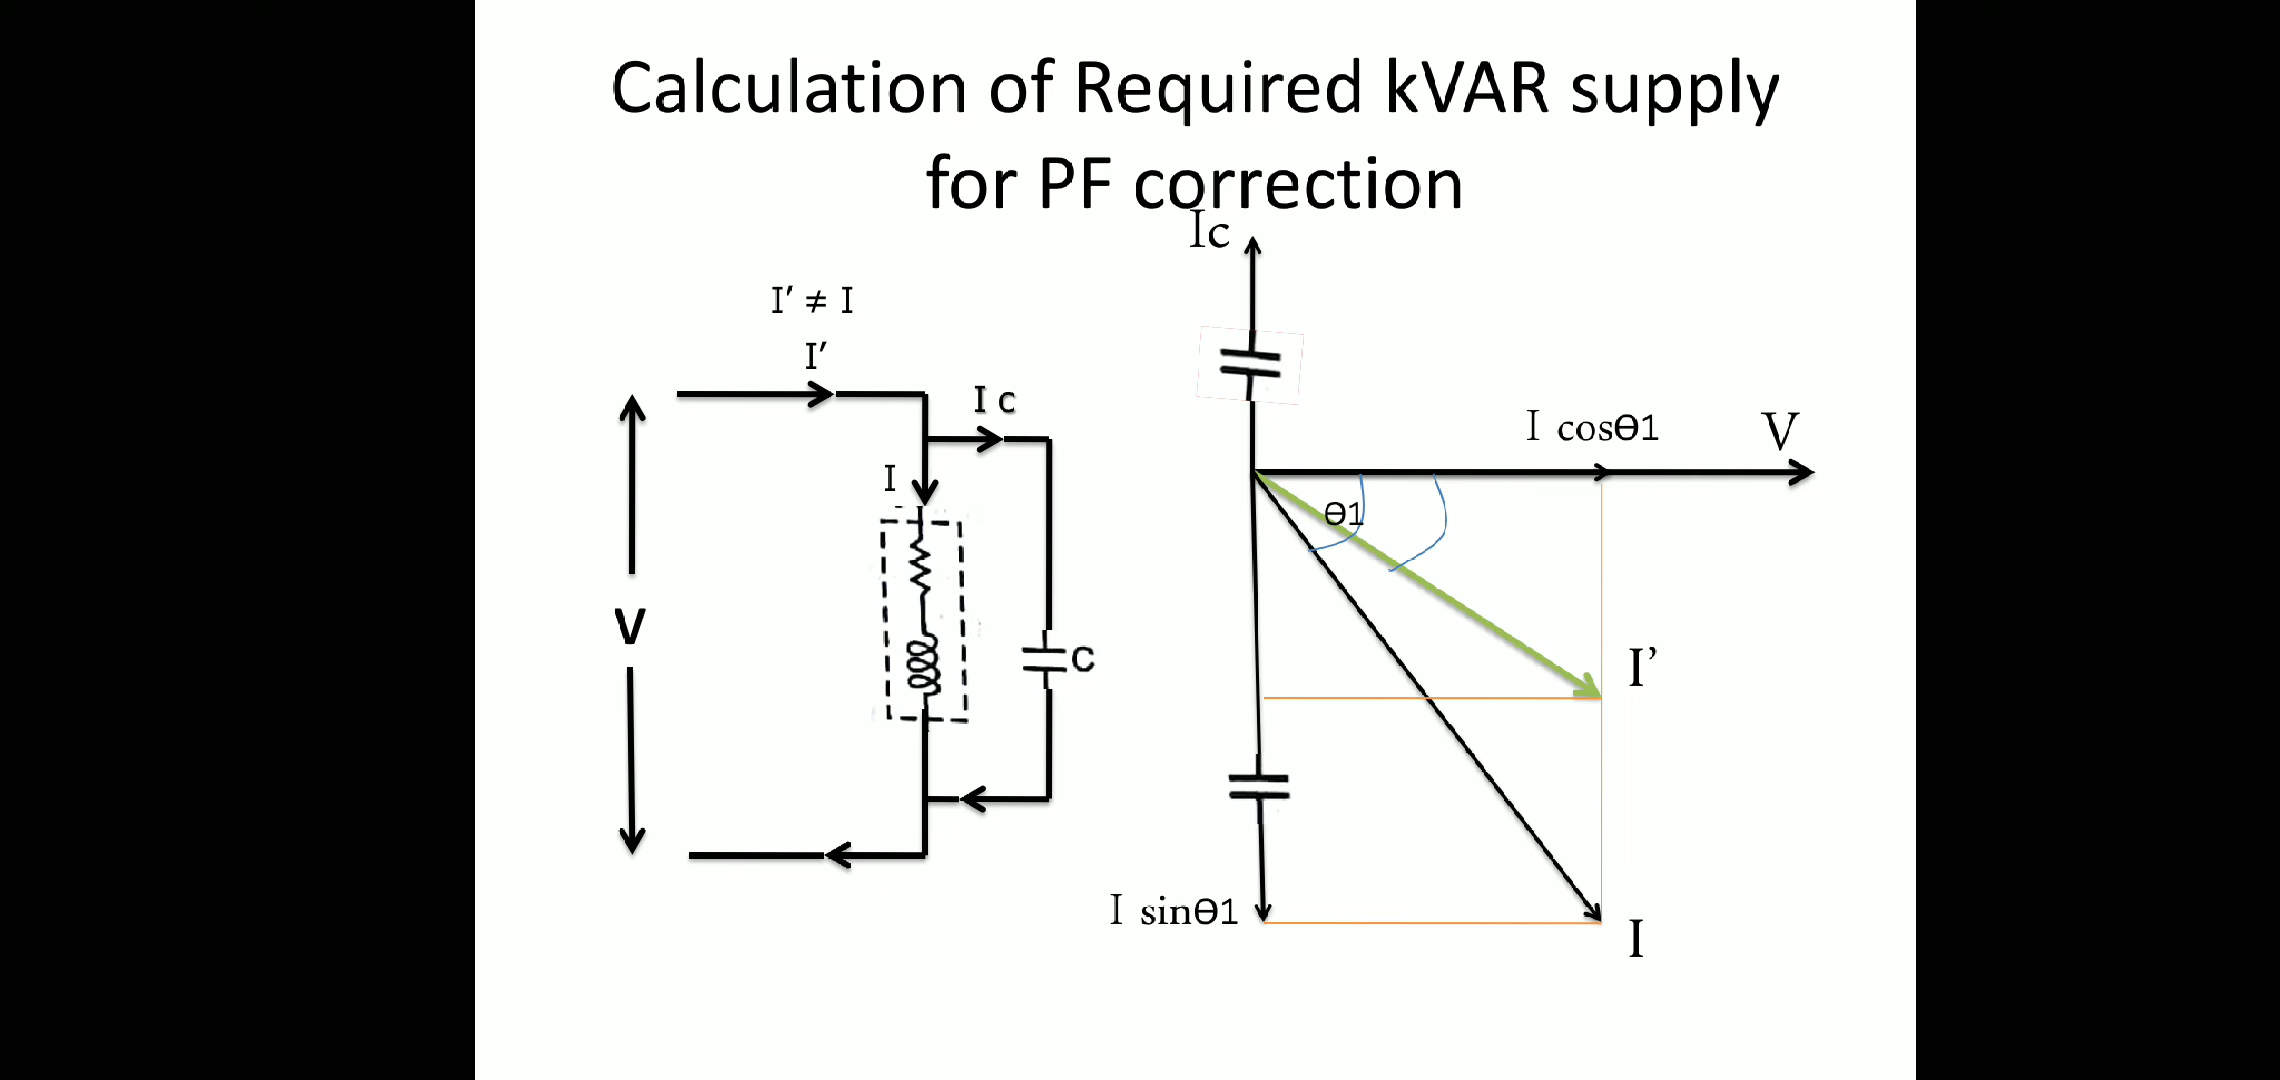 Calculation of Required kVAR supply
for PF correction
Ic
I′ ≠ I
I′
I c
I cosϴ1
V
I
ϴ1
V
C
I’
I sinϴ1
I